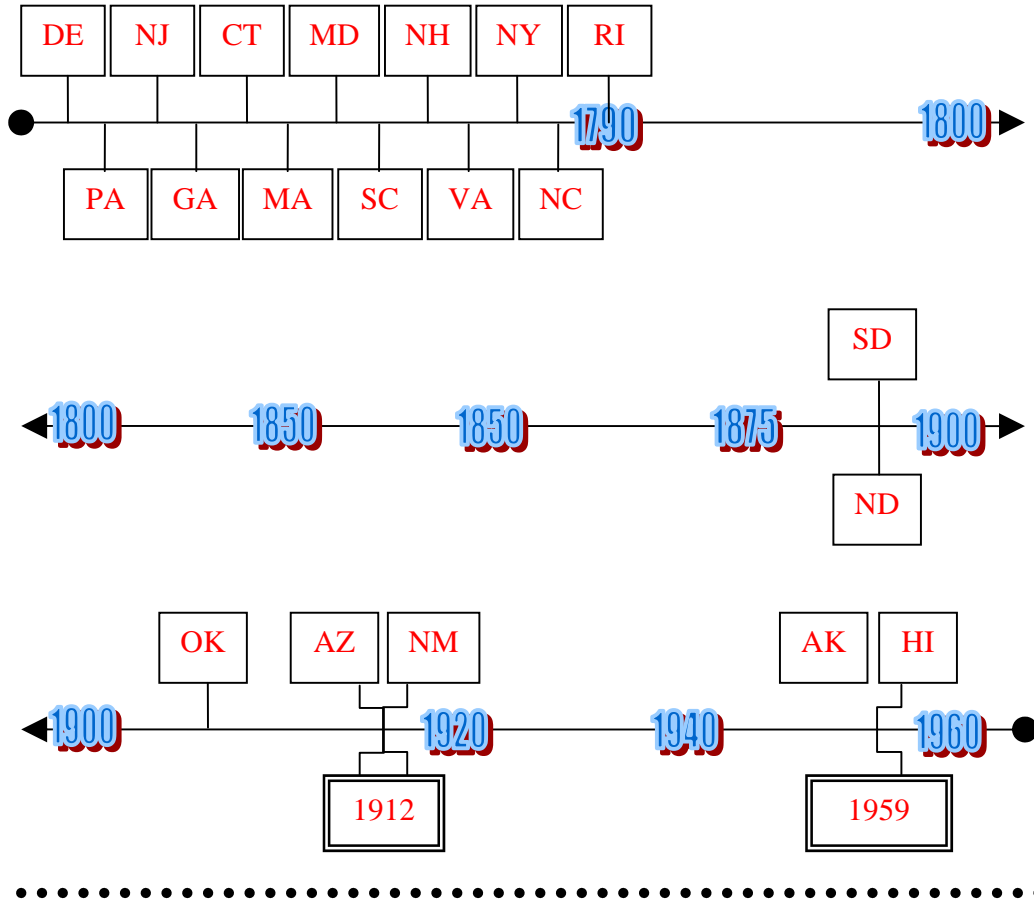 DE NJ CT MD NH NY RI
1790 1800
PA GA MA SC VA NC
SD
1800 1850 1850 1875 1900
ND
OK AZ NM AK HI
1900 1920 1940 1960
1912 1959